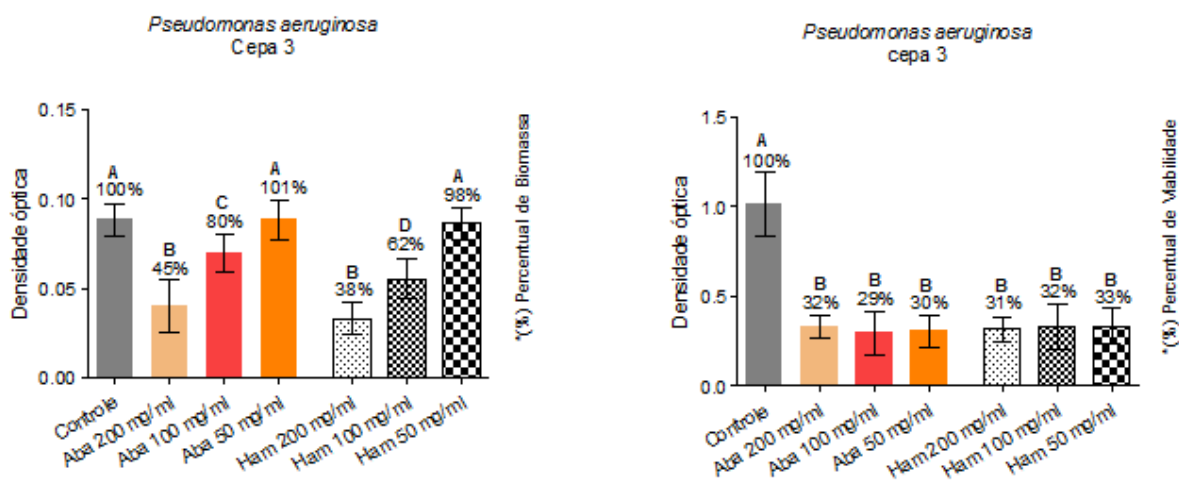 Pseudomonas aeruginosa
Cepa 3
Densidade óptica
0.15
0.10
0.05
0.00
A
100%
B
45%
C
80%
A
101%
B
38%
D
62%
A
98%
Controle
Aba 200 mg/ml
Aba 100 mg/ml
Aba 50 mg/ml
Ham 200 mg/ml
Ham 100 mg/ml
Ham 50 mg/ml
*(%) Percentual de Biomassa
Pseudomonas aeruginosa
cepa 3
Densidade óptica
1.5
1.0
0.5
0.0
A
100%
B
32%
B
29%
B
30%
B
31%
B
32%
B
33%
Controle
Aba 200 mg/ml
Aba 100 mg/ml
Aba 50 mg/ml
Ham 200 mg/ml
Ham 100 mg/ml
Ham 50 mg/ml
*(%) Percentual de Viabilidade